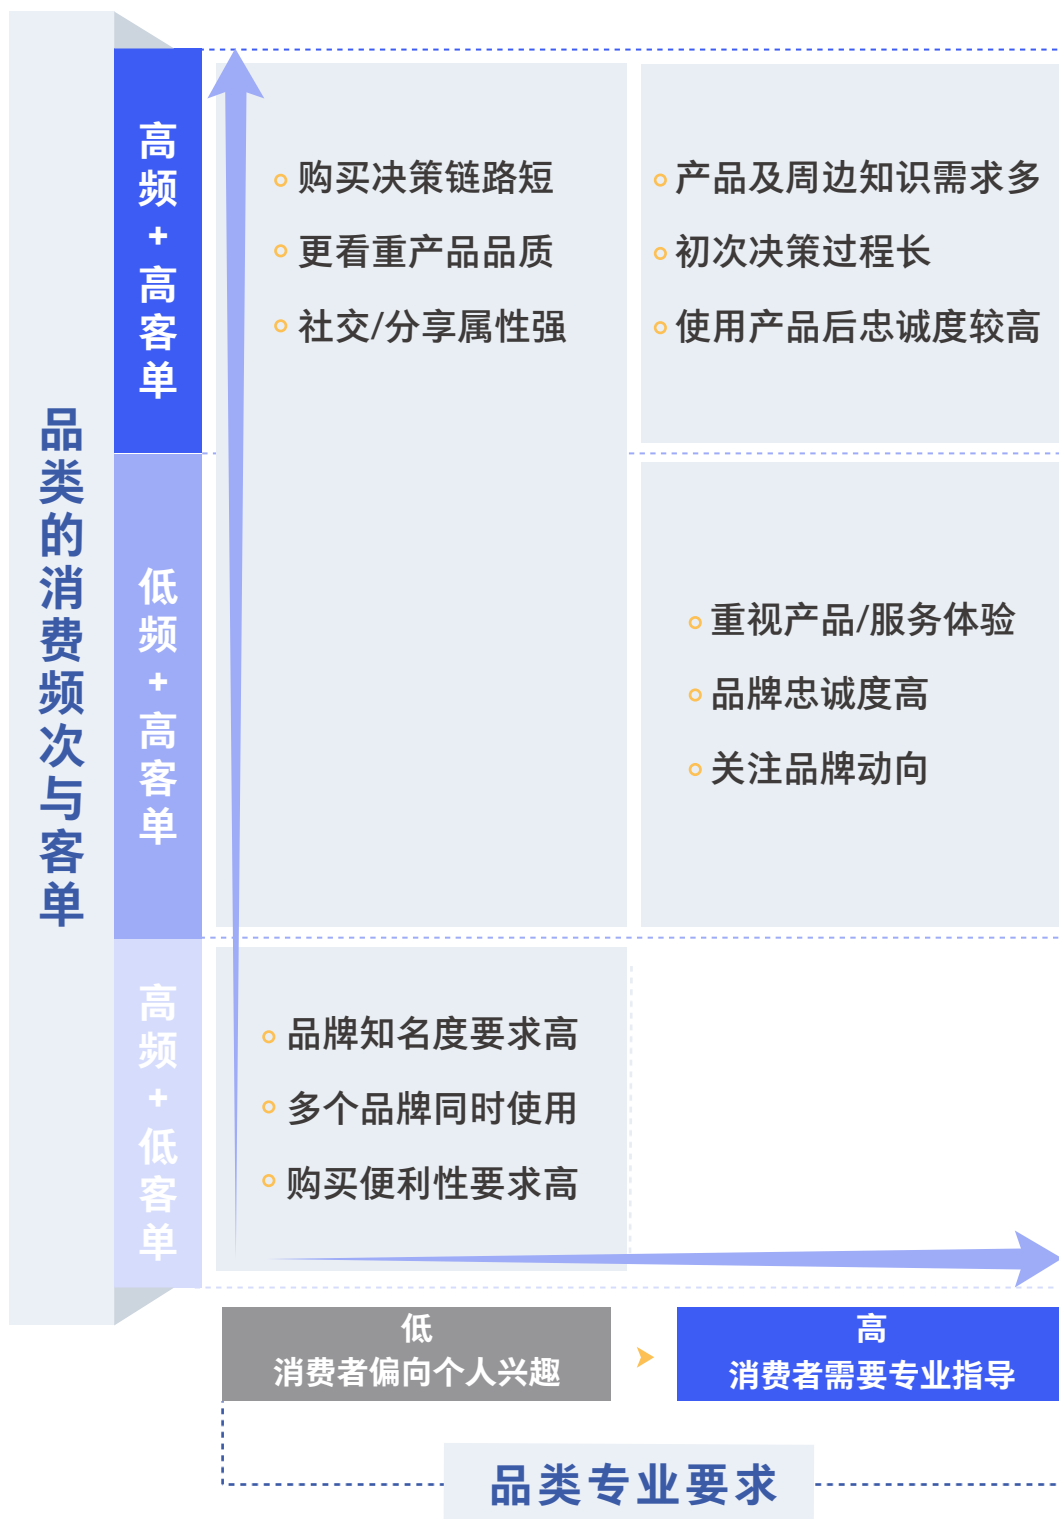 品类的消费频次与客单
高频+高客单
购买决策链路短
更看重产品品质
社交/分享属性强
产品及周边知识需求多
初次决策过程长
使用产品后忠诚度较高
低频+高客单
重视产品/服务体验
品牌忠诚度高
关注品牌动向
高频+低客单
品牌知名度要求高
多个品牌同时使用
购买便利性要求高
低
消费者偏向个人兴趣
高
消费者需要专业指导
品类专业要求